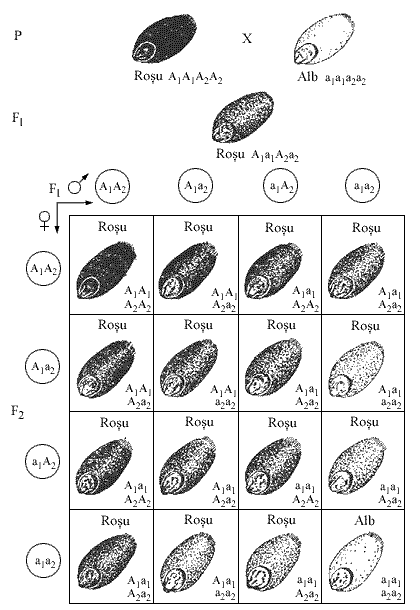 P X
Roșu A₁A₁A₂A₂ Alb a₁a₁a₂a₂
F₁
Roșu A₁a₁A₂a₂
F₁ ♂ A₁A₂ A₁a₂ a₁A₂ a₁a₂
♀
Roșu Roșu Roșu Roșu
A₁A₂
A₁A₁ A₁A₁ A₁a₁ A₁a₁
A₂A₂ A₂a₂ A₂A₂ A₂a₂
Roșu Roșu Roșu Roșu
A₁a₂
A₁A₁ A₁A₁ A₁a₁ A₁a₁
A₂a₂ a₂a₂ A₂a₂ a₂a₂
F₂
Roșu Roșu Roșu Roșu
a₁A₂
A₁a₁ A₁a₁ a₁a₁ a₁a₁
A₂A₂ A₂a₂ A₂A₂ A₂a₂
Roșu Roșu Roșu Alb
a₁a₂
A₁a₁ A₁a₁ a₁a₁ a₁a₁
A₂a₂ a₂a₂ A₂a₂ a₂a₂